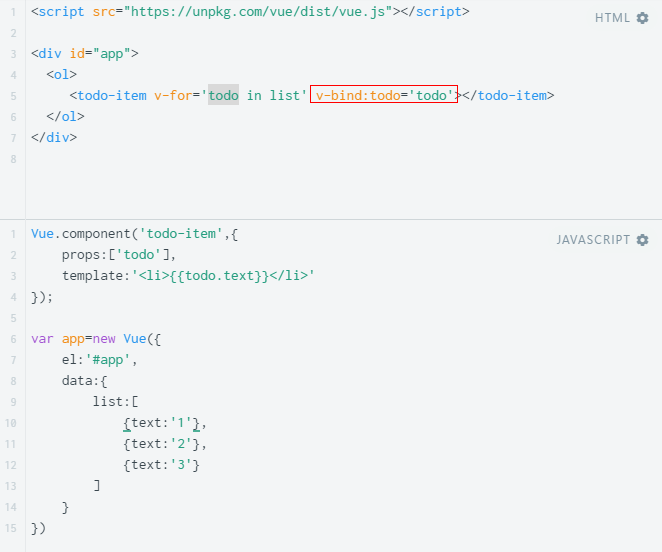 1 <script src="https://unpkg.com/vue/dist/vue.js"></script>
HTML
2
3 <div id="app">
4   <ol>
5      <todo-item v-for='todo in list' v-bind:todo='todo'></todo-item>
6   </ol>
7 </div>
8
1 Vue.component('todo-item',{
JAVASCRIPT
2     props:['todo'],
3     template:'<li>{{todo.text}}</li>'
4 });
5
6 var app=new Vue({
7     el:'#app',
8     data:{
9         list:[
10             {text:'1'},
11             {text:'2'},
12             {text:'3'}
13         ]
14     }
15 })